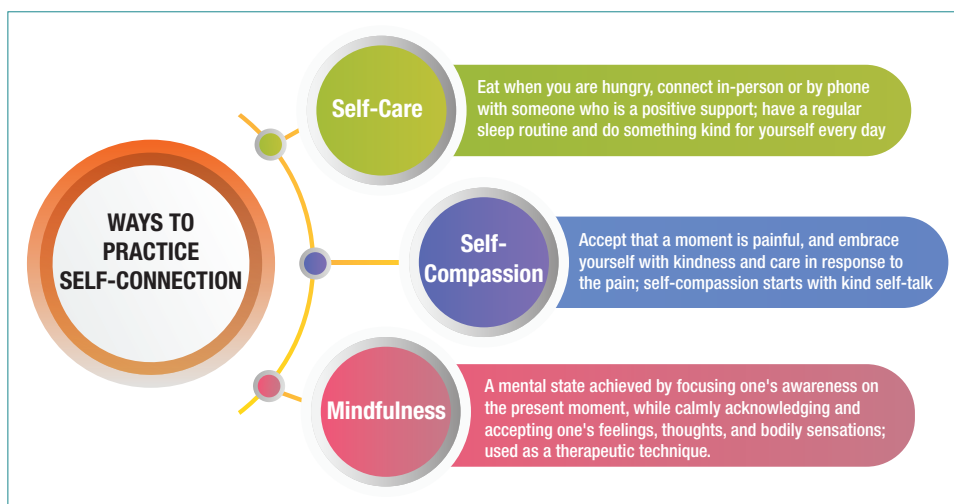 WAYS TO
PRACTICE
SELF-CONNECTION
Self-Care
Eat when you are hungry, connect in-person or by phone
with someone who is a positive support; have a regular
sleep routine and do something kind for yourself every day
Self-
Compassion
Accept that a moment is painful, and embrace
yourself with kindness and care in response to
the pain; self-compassion starts with kind self-talk
Mindfulness
A mental state achieved by focusing one's awareness on
the present moment, while calmly acknowledging and
accepting one's feelings, thoughts, and bodily sensations;
used as a therapeutic technique.